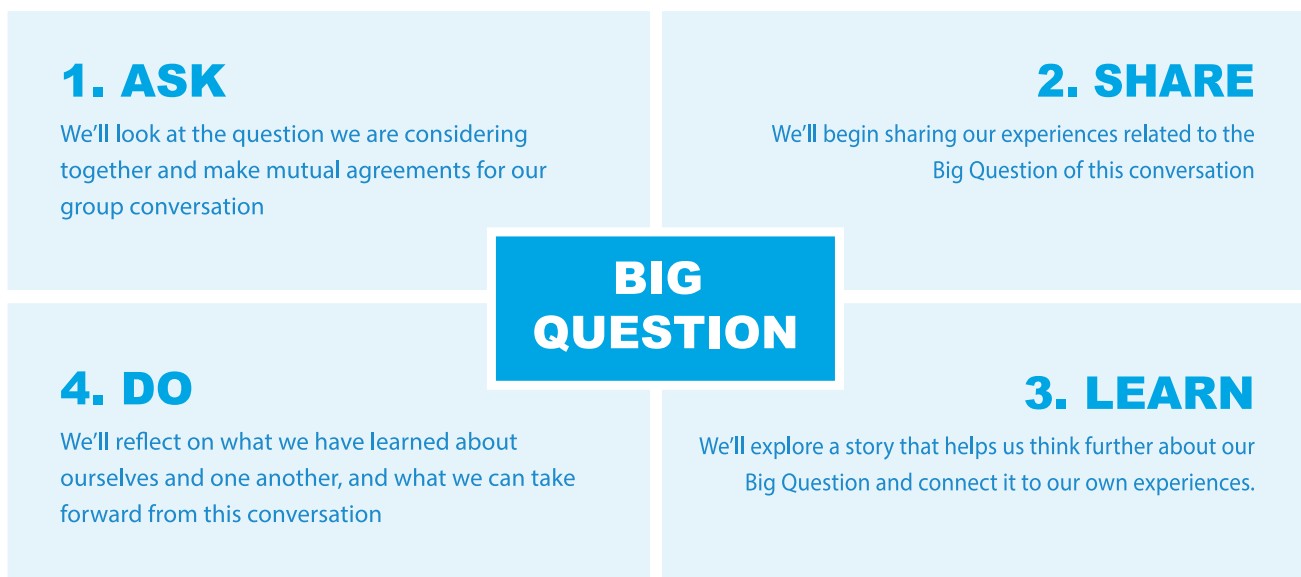 1. ASK
We’ll look at the question we are considering
together and make mutual agreements for our
group conversation
2. SHARE
We’ll begin sharing our experiences related to the
Big Question of this conversation
BIG
QUESTION
3. LEARN
We’ll explore a story that helps us think further about our
Big Question and connect it to our own experiences.
4. DO
We’ll reflect on what we have learned about
ourselves and one another, and what we can take
forward from this conversation